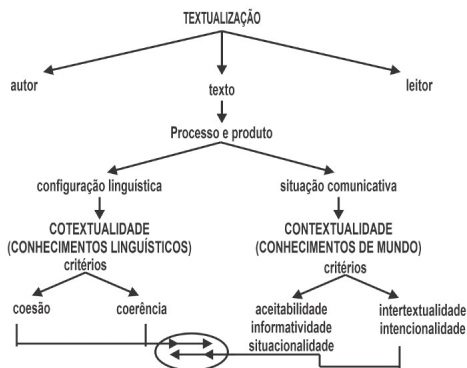 TEXTUALIZAÇÃO
autor
texto
leitor
Processo e produto
configuração linguística
situação comunicativa
COTEXTUALIDADE
(CONHECIMENTOS LINGUÍSTICOS)
critérios
CONTEXTUALIDADE
(CONHECIMENTOS DE MUNDO)
critérios
coesão
coerência
aceitabilidade
informatividade
situacionalidade
intertextualidade
intencionalidade